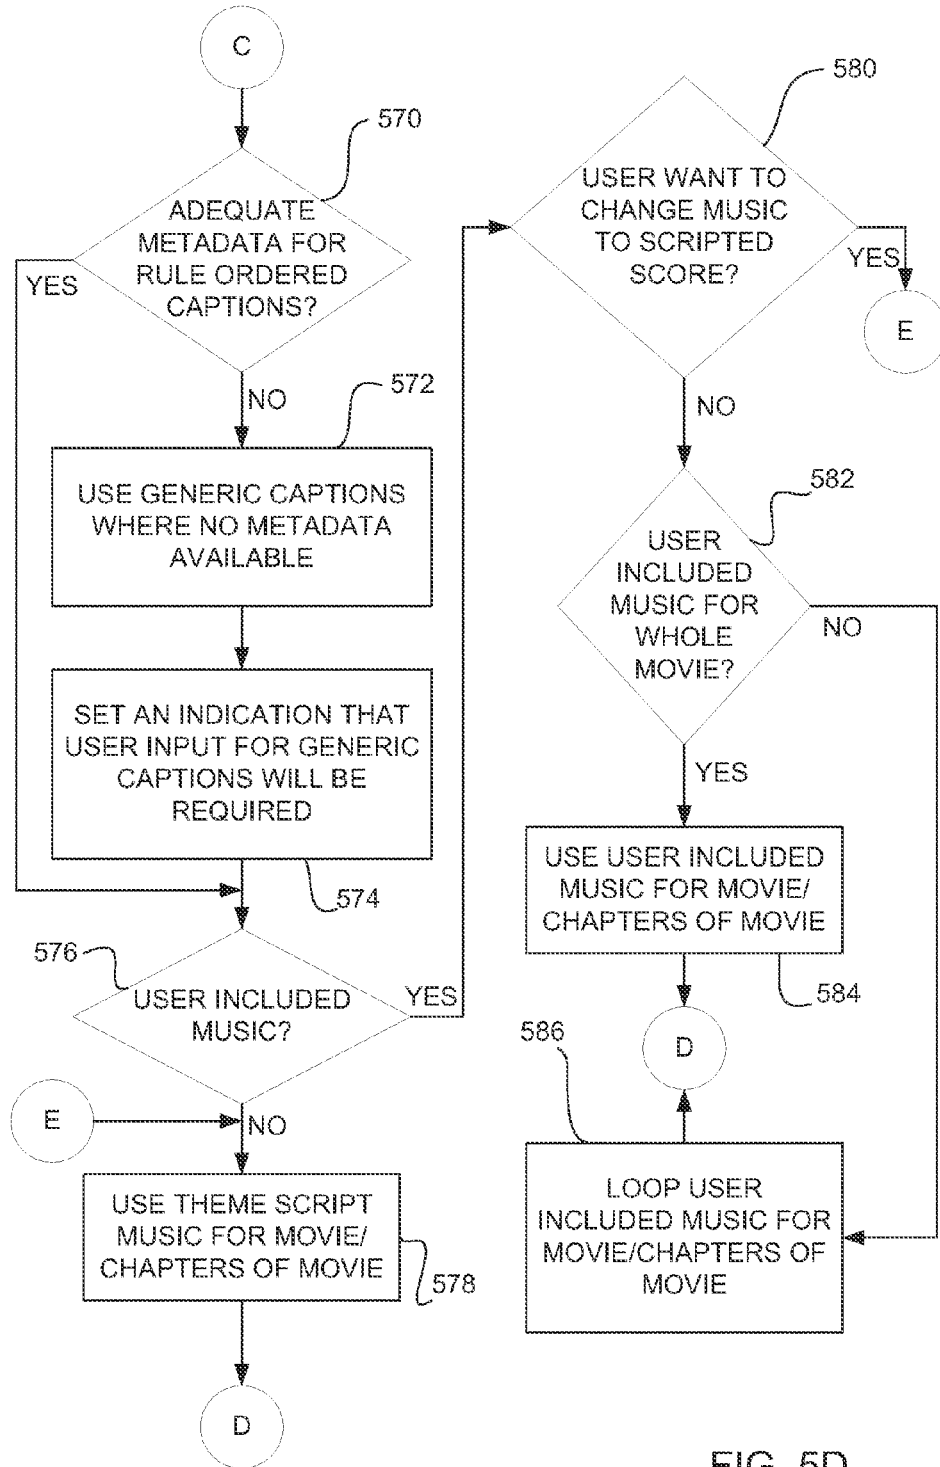 C
570
ADEQUATE
METADATA FOR
RULE ORDERED
CAPTIONS?
YES
NO
572
USE GENERIC CAPTIONS
WHERE NO METADATA
AVAILABLE
SET AN INDICATION THAT
USER INPUT FOR GENERIC
CAPTIONS WILL BE
REQUIRED
574
576
USER INCLUDED
MUSIC?
YES
E
NO
USE THEME SCRIPT
MUSIC FOR MOVIE/
CHAPTERS OF MOVIE
578
D
580
USER WANT TO
CHANGE MUSIC
TO SCRIPTED
SCORE?
YES
E
NO
582
USER
INCLUDED
MUSIC FOR
WHOLE
MOVIE?
NO
YES
USE USER INCLUDED
MUSIC FOR MOVIE/
CHAPTERS OF MOVIE
584
D
586
LOOP USER
INCLUDED MUSIC FOR
MOVIE/CHAPTERS OF
MOVIE
FIG. 5D